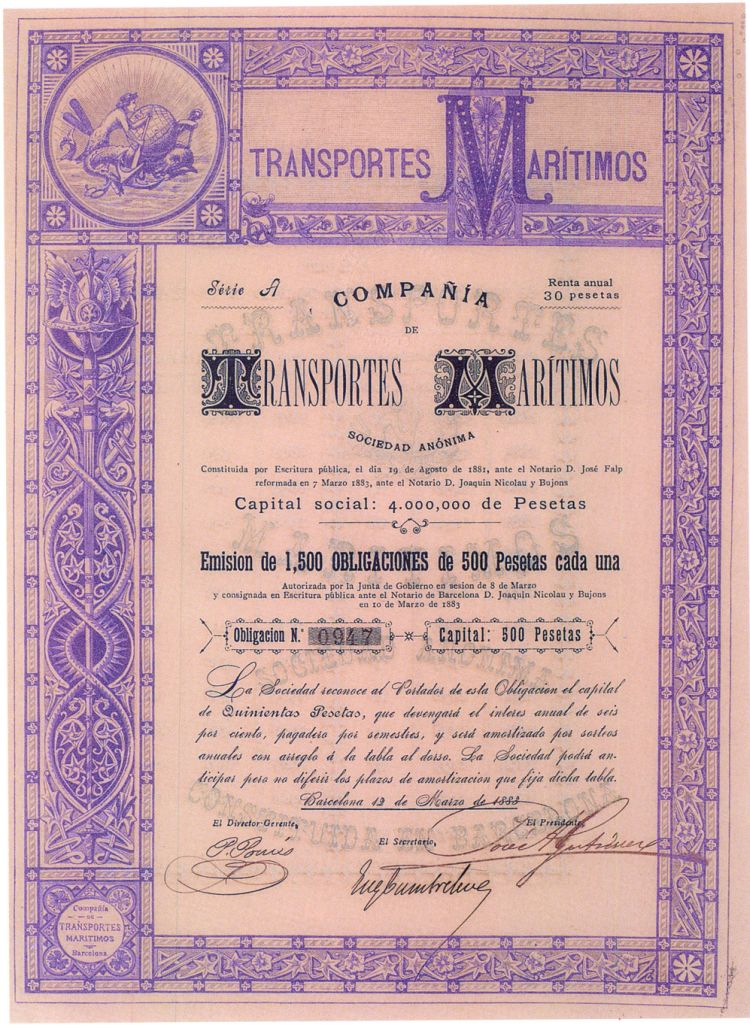 TRANSPORTES MARÍTIMOS
Série A
COMPAÑÍA
Renta anual
30 pesetas
DE
TRANSPORTES MARÍTIMOS
SOCIEDAD ANÓNIMA
Constituida por Escritura pública, el dia 19 de Agosto de 1881, ante el Notario D. José Falp
reformada en 7 Marzo 1883, ante el Notario D. Joaquin Nicolau y Bujons
Capital social: 4.000,000 de Pesetas
Emision de 1,500 OBLIGACIONES de 500 Pesetas cada una
Autorizada por la Junta de Gobierno en sesion de 8 de Marzo
y consignada en Escritura pública ante el Notario de Barcelona D. Joaquin Nicolau y Bujons
en 10 de Marzo de 1883
Obligacion N.º 0947
Capital: 500 Pesetas
La Sociedad reconoce al Portador de esta Obligacion el capital
de Quinientas Pesetas, que devengará el interes anual de seis
por ciento, pagadero por semestres, y será amortizado por sorteos
anuales con arreglo á la tabla al dorso. La Sociedad podrá an-
ticipar pero no diferir los plazos de amortizacion que fija dicha tabla.
Barcelona 12 de Marzo de 1883
El Director-Gerente,
El Secretario,
El Presidente,
Compañía
DE
TRANSPORTES
MARÍTIMOS
Barcelona